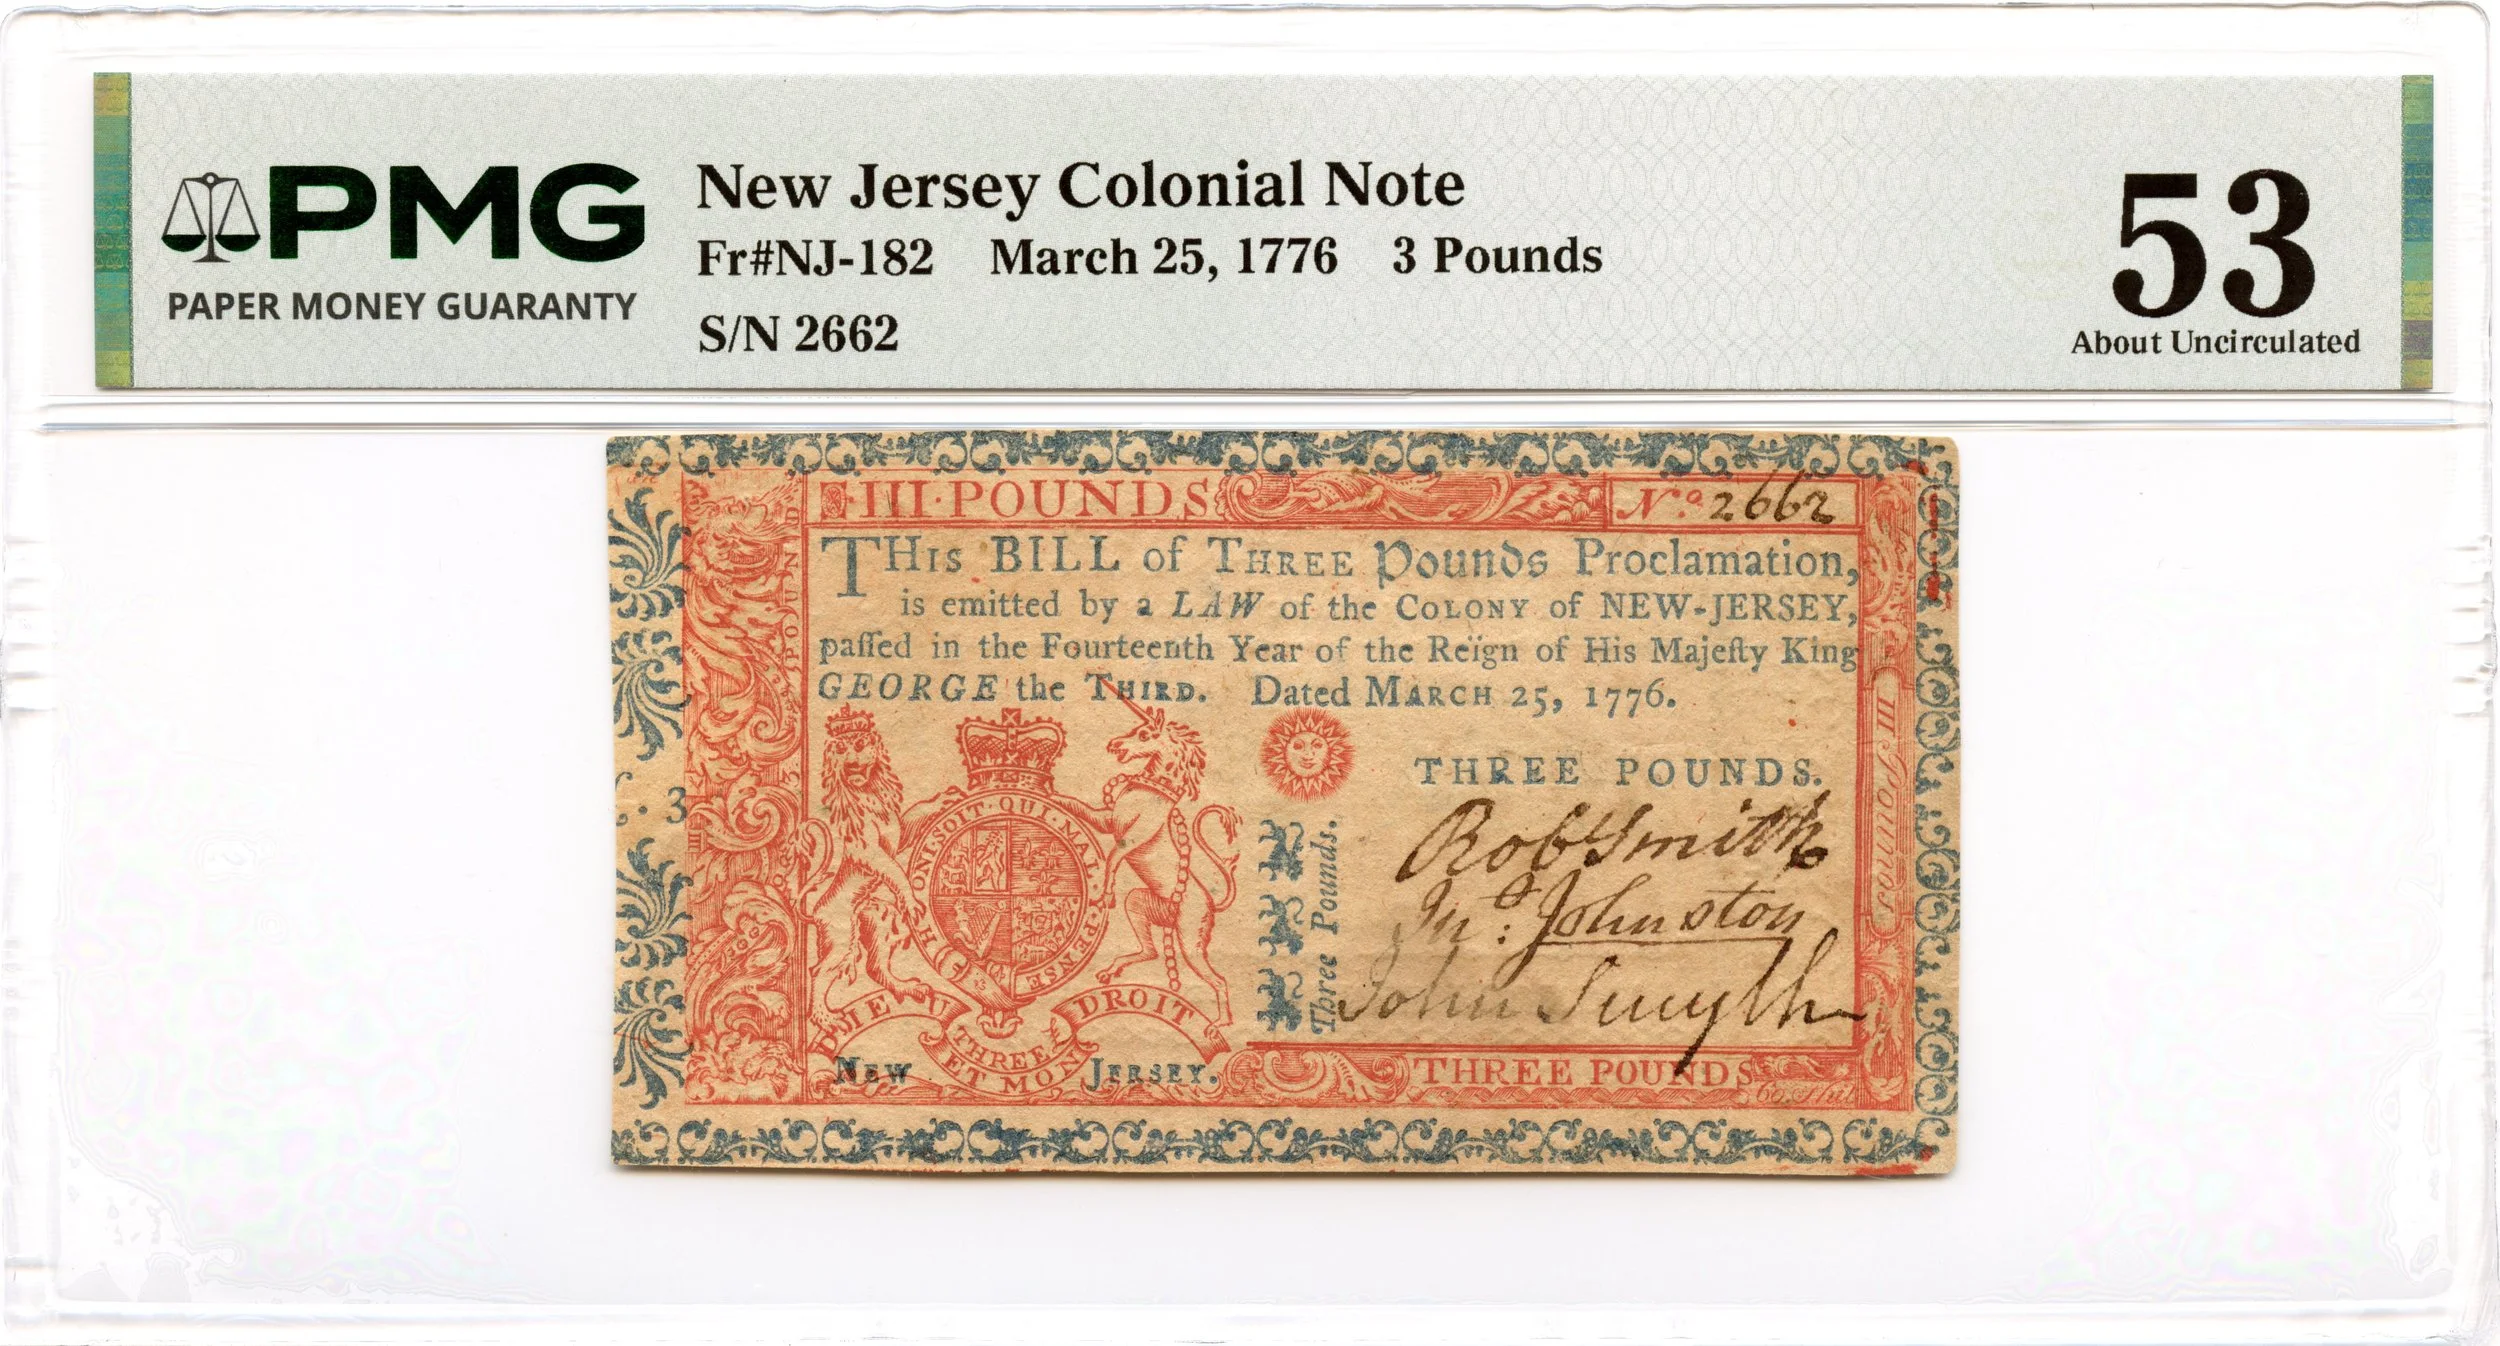 PMG
PAPER MONEY GUARANTY
New Jersey Colonial Note
Fr#NJ-182 March 25, 1776 3 Pounds
S/N 2662
53
About Uncirculated
III·POUNDS
No. 2662
THIS BILL of THREE Pounds Proclamation,
is emitted by a LAW of the COLONY of NEW-JERSEY,
paſſed in the Fourteenth Year of the Reign of His Majeſty King
GEORGE the THIRD. Dated MARCH 25, 1776.
THREE POUNDS.
Robt Smith
Jno: Johnston
John Smyth
Three Pounds.
POUND
3
III Pounds
HONI·SOIT·QUI·MAL·Y·PENSE
DIEU
ET MON
DROIT
THREE
NEW JERSEY.
THREE POUNDS